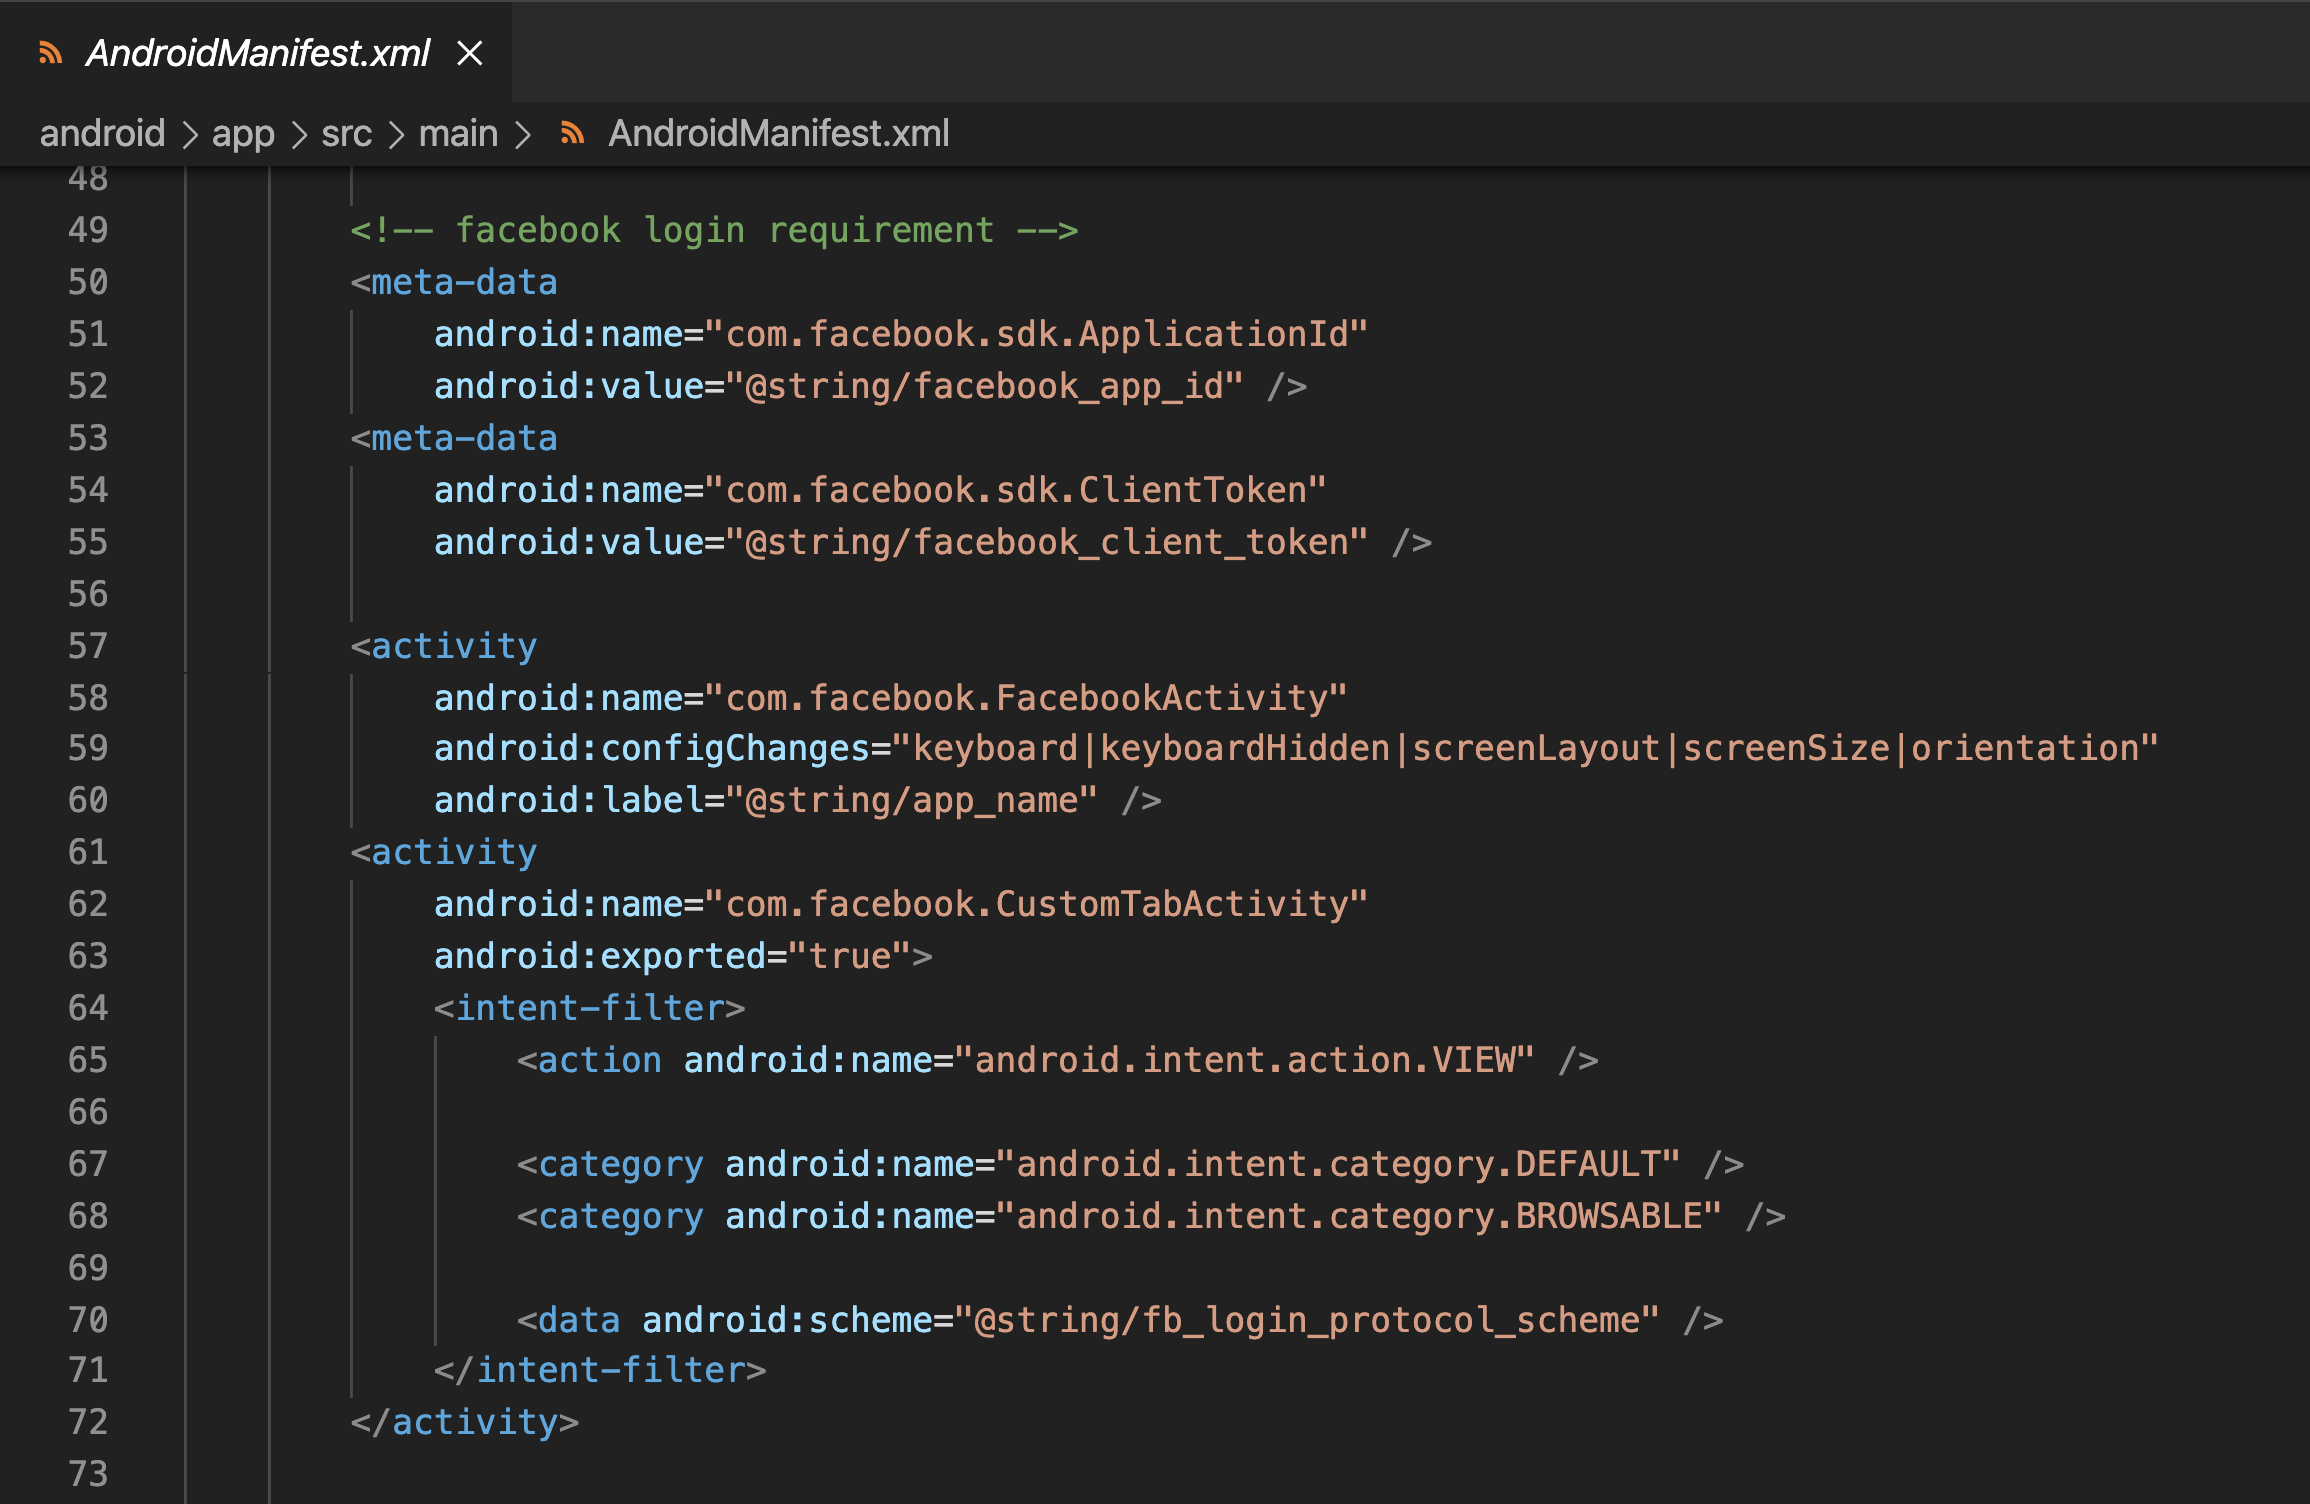 AndroidManifest.xml
android > app > src > main > AndroidManifest.xml
48
49 <!-- facebook login requirement -->
50 <meta-data
51 android:name="com.facebook.sdk.ApplicationId"
52 android:value="@string/facebook_app_id" />
53 <meta-data
54 android:name="com.facebook.sdk.ClientToken"
55 android:value="@string/facebook_client_token" />
56
57 <activity
58 android:name="com.facebook.FacebookActivity"
59 android:configChanges="keyboard|keyboardHidden|screenLayout|screenSize|orientation"
60 android:label="@string/app_name" />
61 <activity
62 android:name="com.facebook.CustomTabActivity"
63 android:exported="true">
64 <intent-filter>
65 <action android:name="android.intent.action.VIEW" />
66
67 <category android:name="android.intent.category.DEFAULT" />
68 <category android:name="android.intent.category.BROWSABLE" />
69
70 <data android:scheme="@string/fb_login_protocol_scheme" />
71 </intent-filter>
72 </activity>
73